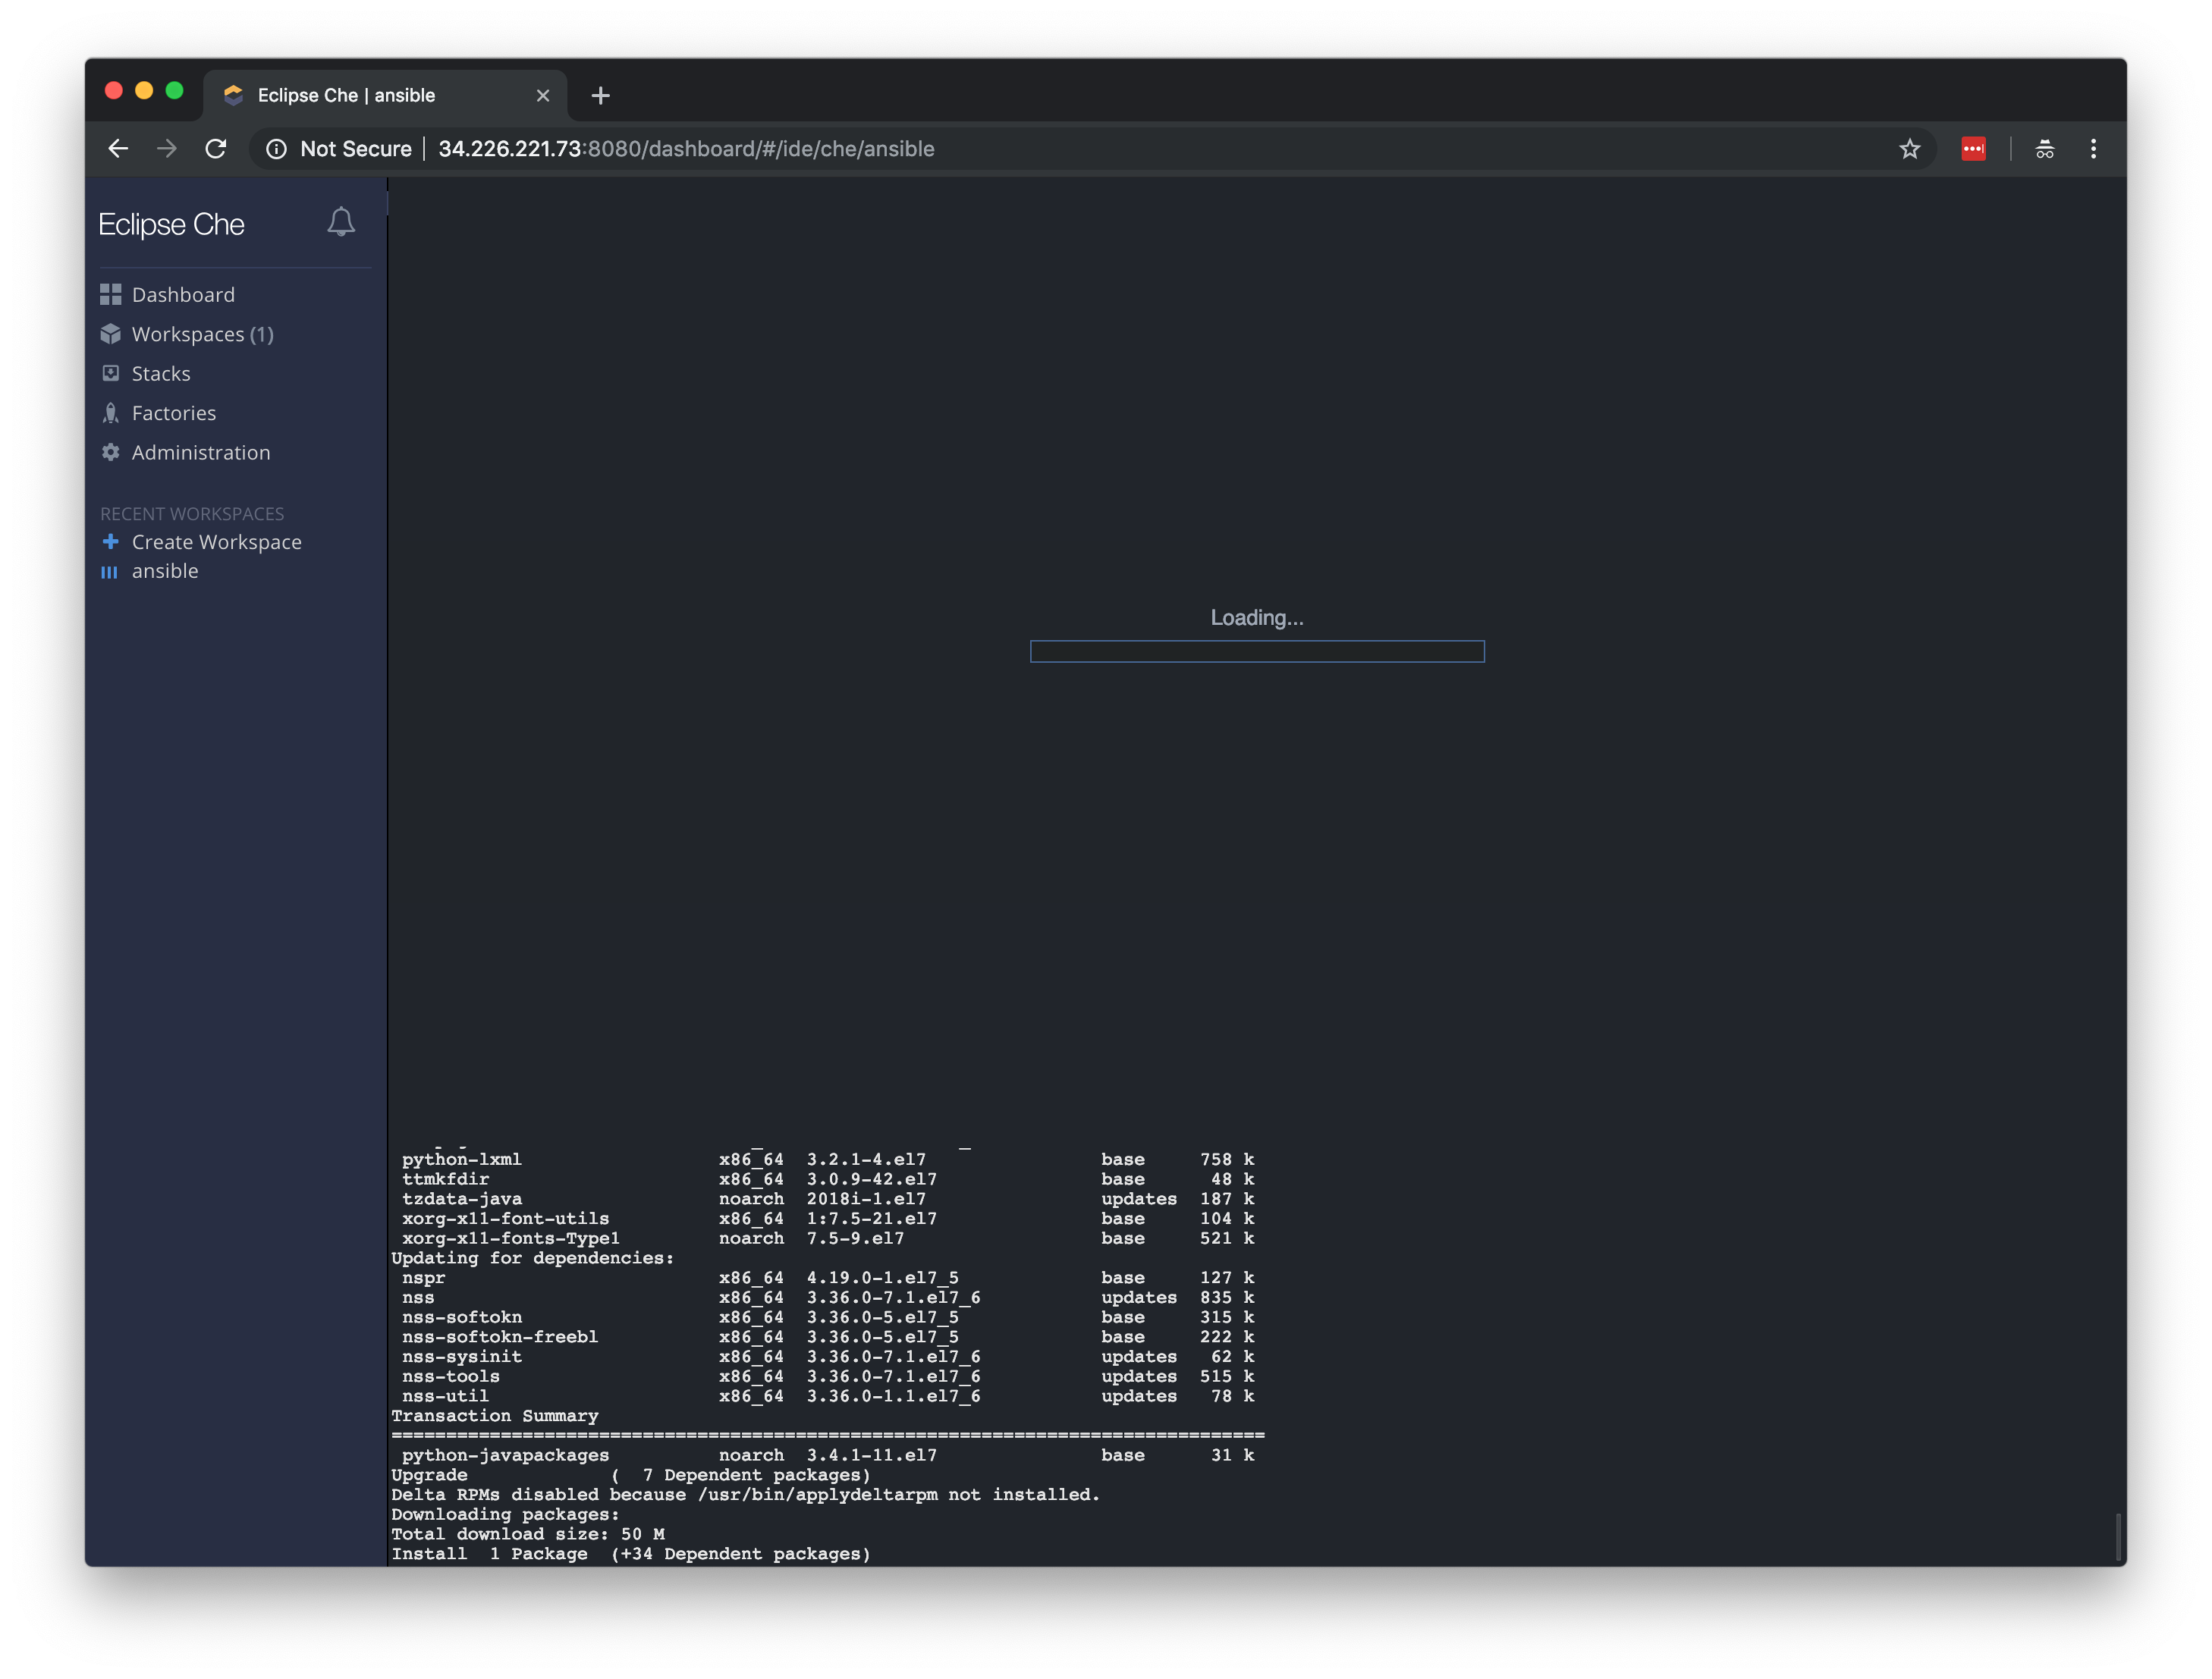 Eclipse Che | ansible
Not Secure | 34.226.221.73:8080/dashboard/#/ide/che/ansible
Eclipse Che
Dashboard
Workspaces (1)
Stacks
Factories
Administration
RECENT WORKSPACES
Create Workspace
ansible
Loading...
python-lxml x86_64 3.2.1-4.el7 base 758 k
ttmkfdir x86_64 3.0.9-42.el7 base 48 k
tzdata-java noarch 2018i-1.el7 updates 187 k
xorg-x11-font-utils x86_64 1:7.5-21.el7 base 104 k
xorg-x11-fonts-Type1 noarch 7.5-9.el7 base 521 k
Updating for dependencies:
nspr x86_64 4.19.0-1.el7_5 base 127 k
nss x86_64 3.36.0-7.1.el7_6 updates 835 k
nss-softokn x86_64 3.36.0-5.el7_5 base 315 k
nss-softokn-freebl x86_64 3.36.0-5.el7_5 base 222 k
nss-sysinit x86_64 3.36.0-7.1.el7_6 updates 62 k
nss-tools x86_64 3.36.0-7.1.el7_6 updates 515 k
nss-util x86_64 3.36.0-1.1.el7_6 updates 78 k
Transaction Summary
================================================================================
python-javapackages noarch 3.4.1-11.el7 base 31 k
Upgrade ( 7 Dependent packages)
Delta RPMs disabled because /usr/bin/applydeltarpm not installed.
Downloading packages:
Total download size: 50 M
Install 1 Package (+34 Dependent packages)